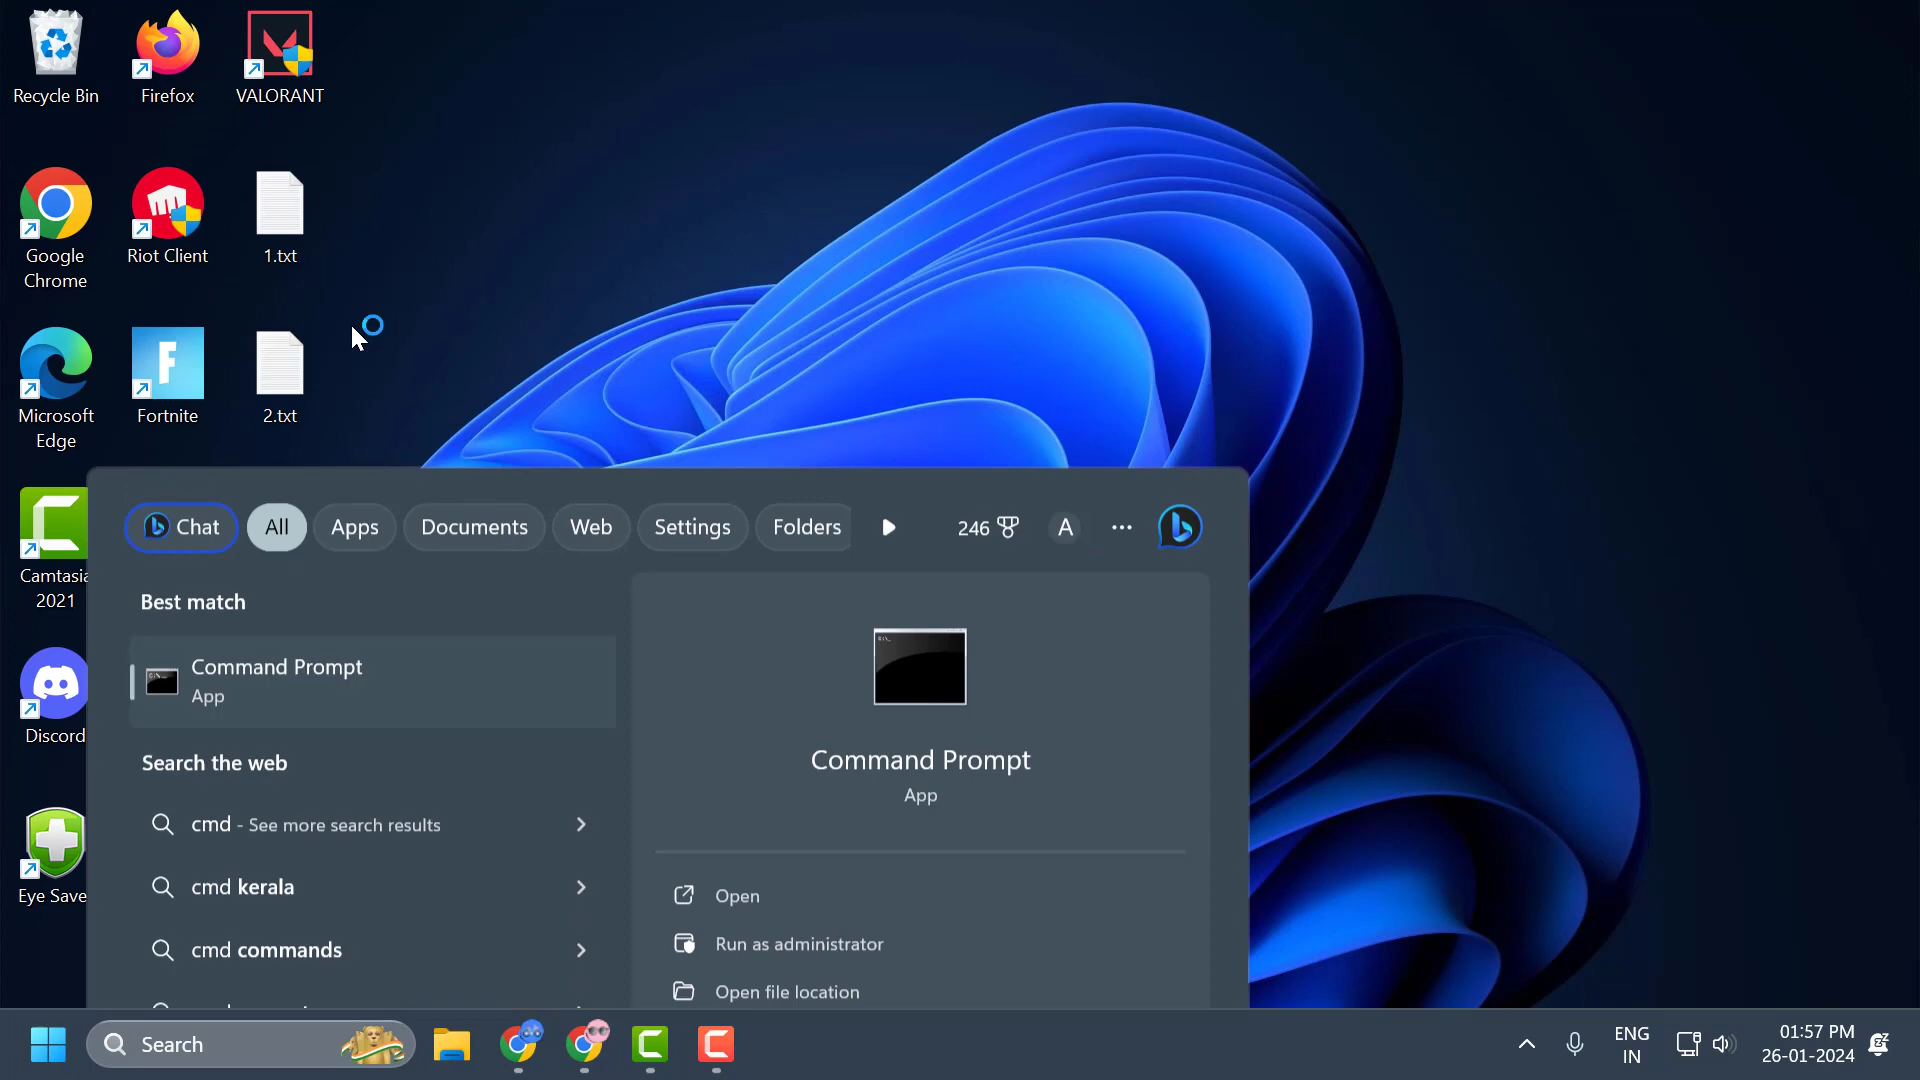 Recycle Bin
Firefox
VALORANT
Google
Chrome
Riot Client
1.txt
Microsoft
Edge
Fortnite
2.txt
Camtasia
2021
Discord
Eye Save
Chat
All
Apps
Documents
Web
Settings
Folders
246
A
Best match
Command Prompt
App
Search the web
cmd - See more search results
cmd kerala
cmd commands
Command Prompt
App
Open
Run as administrator
Open file location
Search
ENG
IN
01:57 PM
26-01-2024